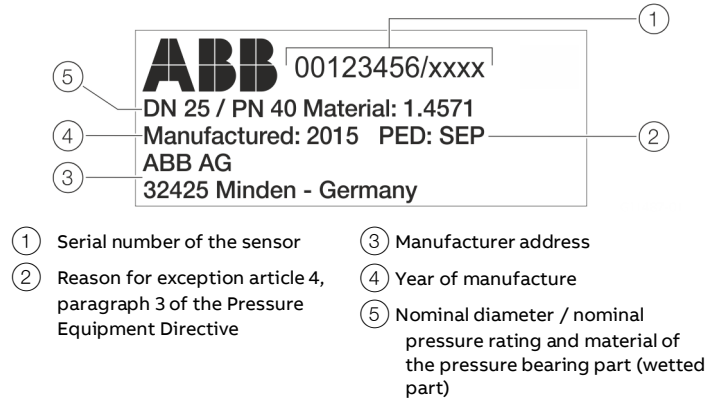 1
ABB 00123456/xxxx
5
DN 25 / PN 40 Material: 1.4571
4
Manufactured: 2015 PED: SEP
2
ABB AG
3
32425 Minden - Germany
1 Serial number of the sensor
2 Reason for exception article 4,
paragraph 3 of the Pressure
Equipment Directive
3 Manufacturer address
4 Year of manufacture
5 Nominal diameter / nominal
pressure rating and material of
the pressure bearing part (wetted
part)